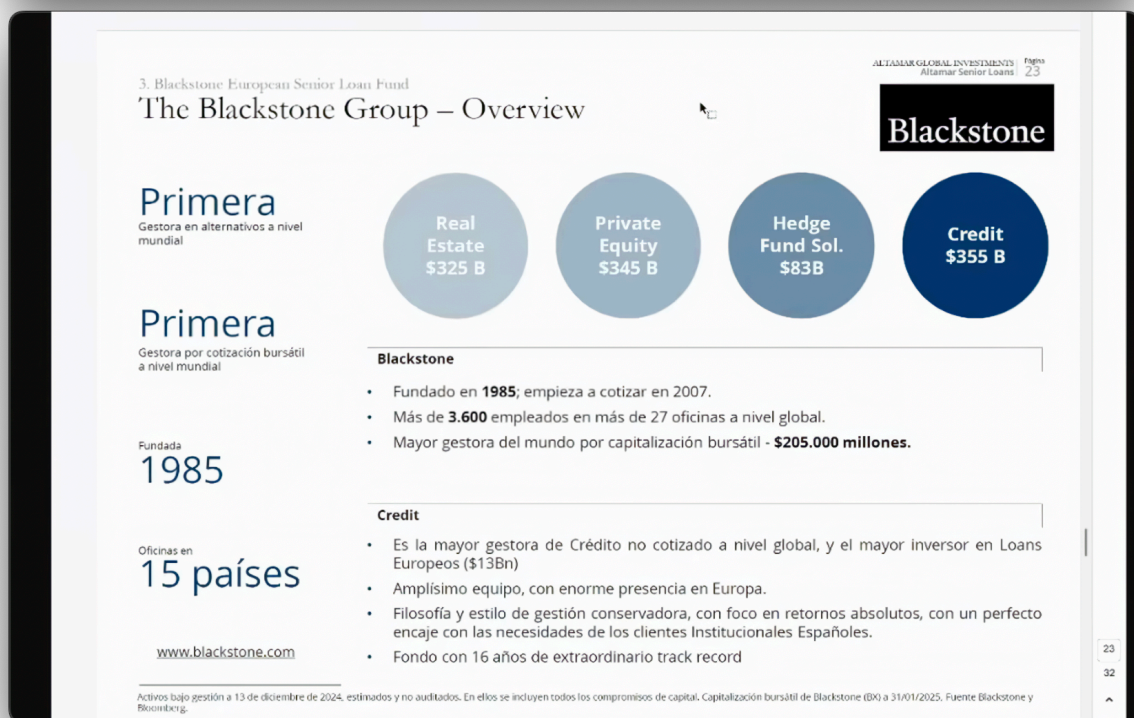 ALTAMAR GLOBAL INVESTMENTS
Altamar Senior Loans
Página
23
3. Blackstone European Senior Loan Fund
The Blackstone Group – Overview
Blackstone
Primera
Gestora en alternativos a nivel
mundial
Primera
Gestora por cotización bursátil
a nivel mundial
Fundada
1985
Oficinas en
15 países
www.blackstone.com
Real
Estate
$325 B
Private
Equity
$345 B
Hedge
Fund Sol.
$83B
Credit
$355 B
Blackstone
• Fundado en 1985; empieza a cotizar en 2007.
• Más de 3.600 empleados en más de 27 oficinas a nivel global.
• Mayor gestora del mundo por capitalización bursátil - $205.000 millones.
Credit
• Es la mayor gestora de Crédito no cotizado a nivel global, y el mayor inversor en Loans
Europeos ($13Bn)
• Amplísimo equipo, con enorme presencia en Europa.
• Filosofía y estilo de gestión conservadora, con foco en retornos absolutos, con un perfecto
encaje con las necesidades de los clientes Institucionales Españoles.
• Fondo con 16 años de extraordinario track record
Activos bajo gestión a 13 de diciembre de 2024, estimados y no auditados. En ellos se incluyen todos los compromisos de capital. Capitalización bursátil de Blackstone (BX) a 31/01/2025. Fuente Blackstone y
Bloomberg.
23
32